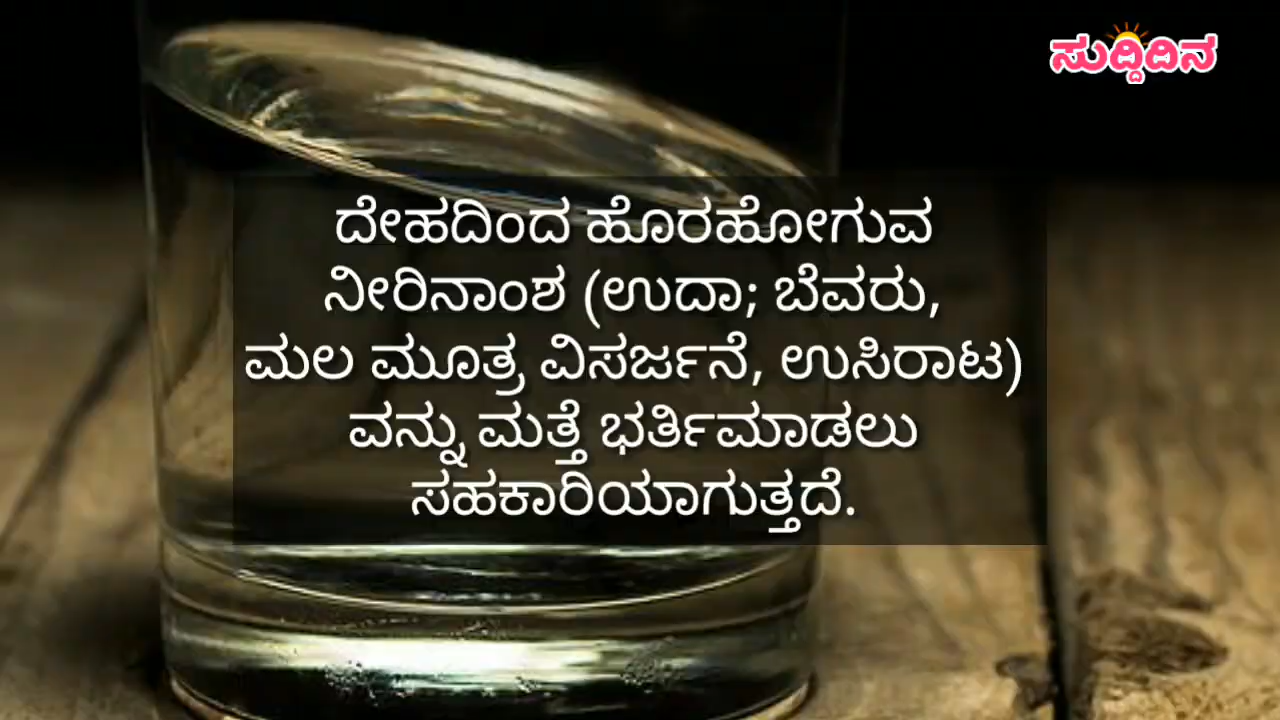 ಸುದ್ದಿದಿನ
ದೇಹದಿಂದ ಹೊರಹೋಗುವ
ನೀರಿನಾಂಶ (ಉದಾ; ಬೆವರು,
ಮಲ ಮೂತ್ರ ವಿಸರ್ಜನೆ, ಉಸಿರಾಟ)
ವನ್ನು ಮತ್ತೆ ಭರ್ತಿಮಾಡಲು
ಸಹಕಾರಿಯಾಗುತ್ತದೆ.